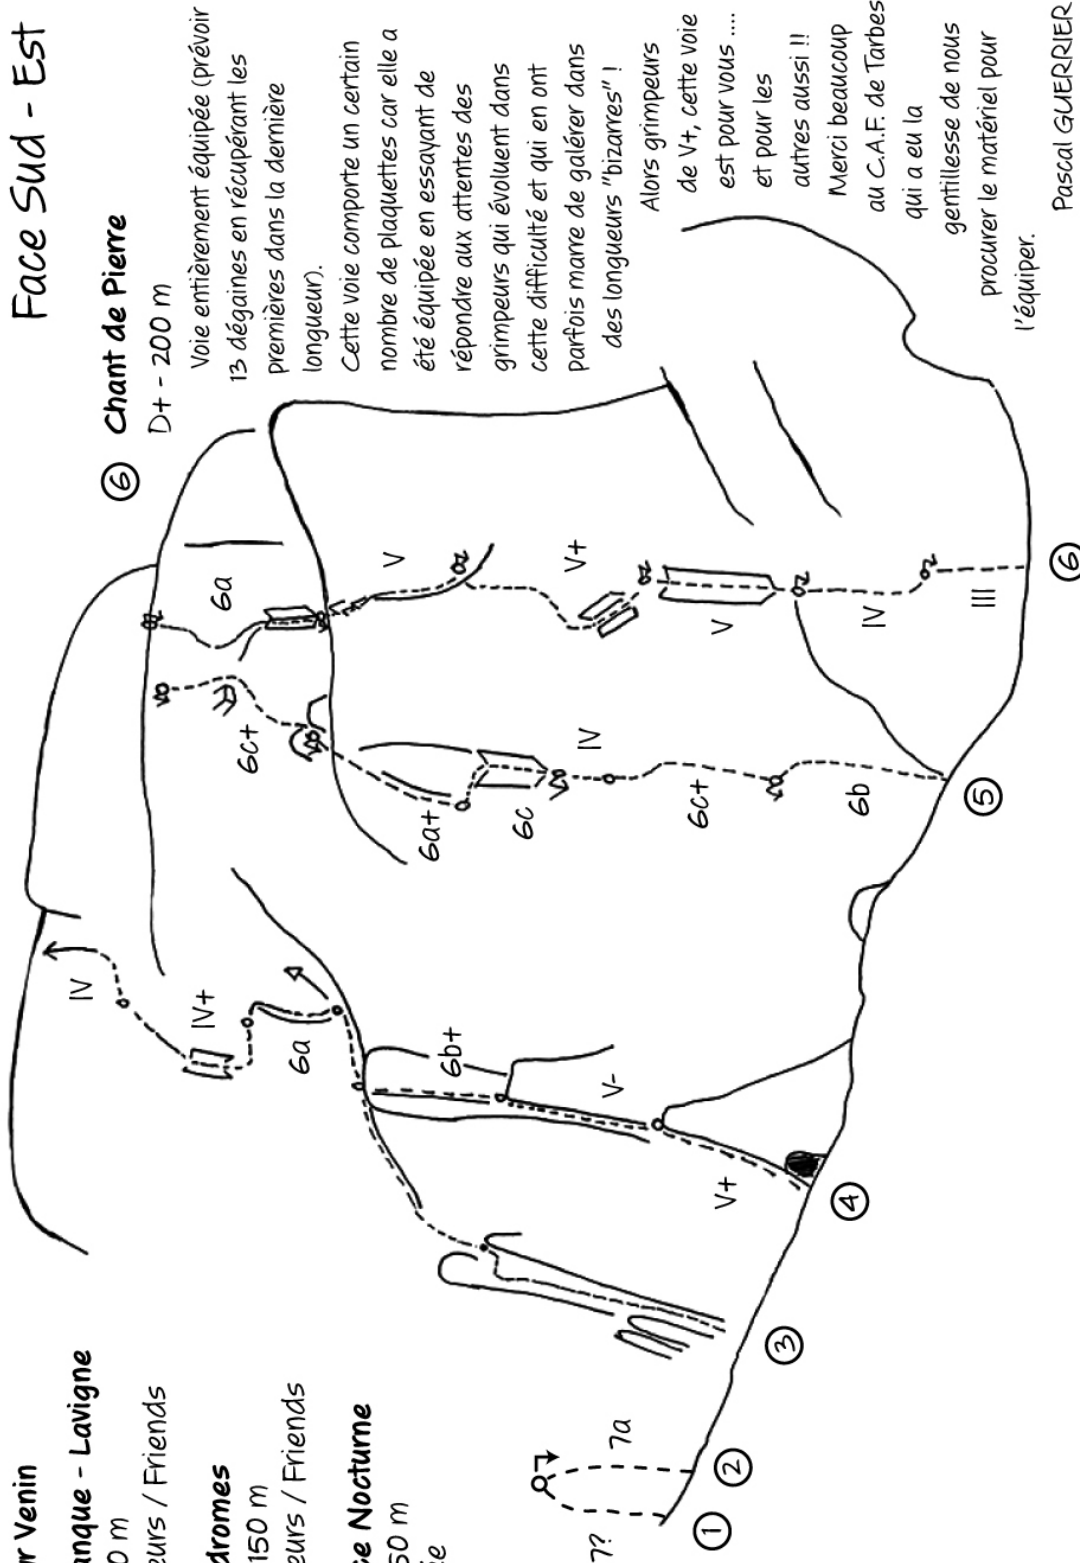 Face Sud - Est
r Venin
anque - Lavigne
0 m
eurs / Friends
dromes
150 m
eurs / Friends
se Nocturne
50 m
6 Chant de Pierre
D+ - 200 m
Voie entièrement équipée (prévoir
13 dégaines en récupérant les
premières dans la dernière
longueur).
Cette voie comporte un certain
nombre de plaquettes car elle a
été équipée en essayant de
répondre aux attentes des
grimpeurs qui évoluent dans
cette difficulté et qui en ont
parfois marre de galérer dans
des longueurs "bizarres" !
Alors grimpeurs
de V+, cette voie
est pour vous ....
et pour les
autres aussi !!
Merci beaucoup
au C.A.F. de Tarbes
qui a eu la
gentillesse de nous
procurer le matériel pour
l'équiper.
Pascal GUERRIER
IV
IV+
6a
6b+
V-
V+
7?
7a
6c+
6a+
6c
IV
6c+
6b
6a
V
V+
V
IV
III
1
2
3
4
5
6